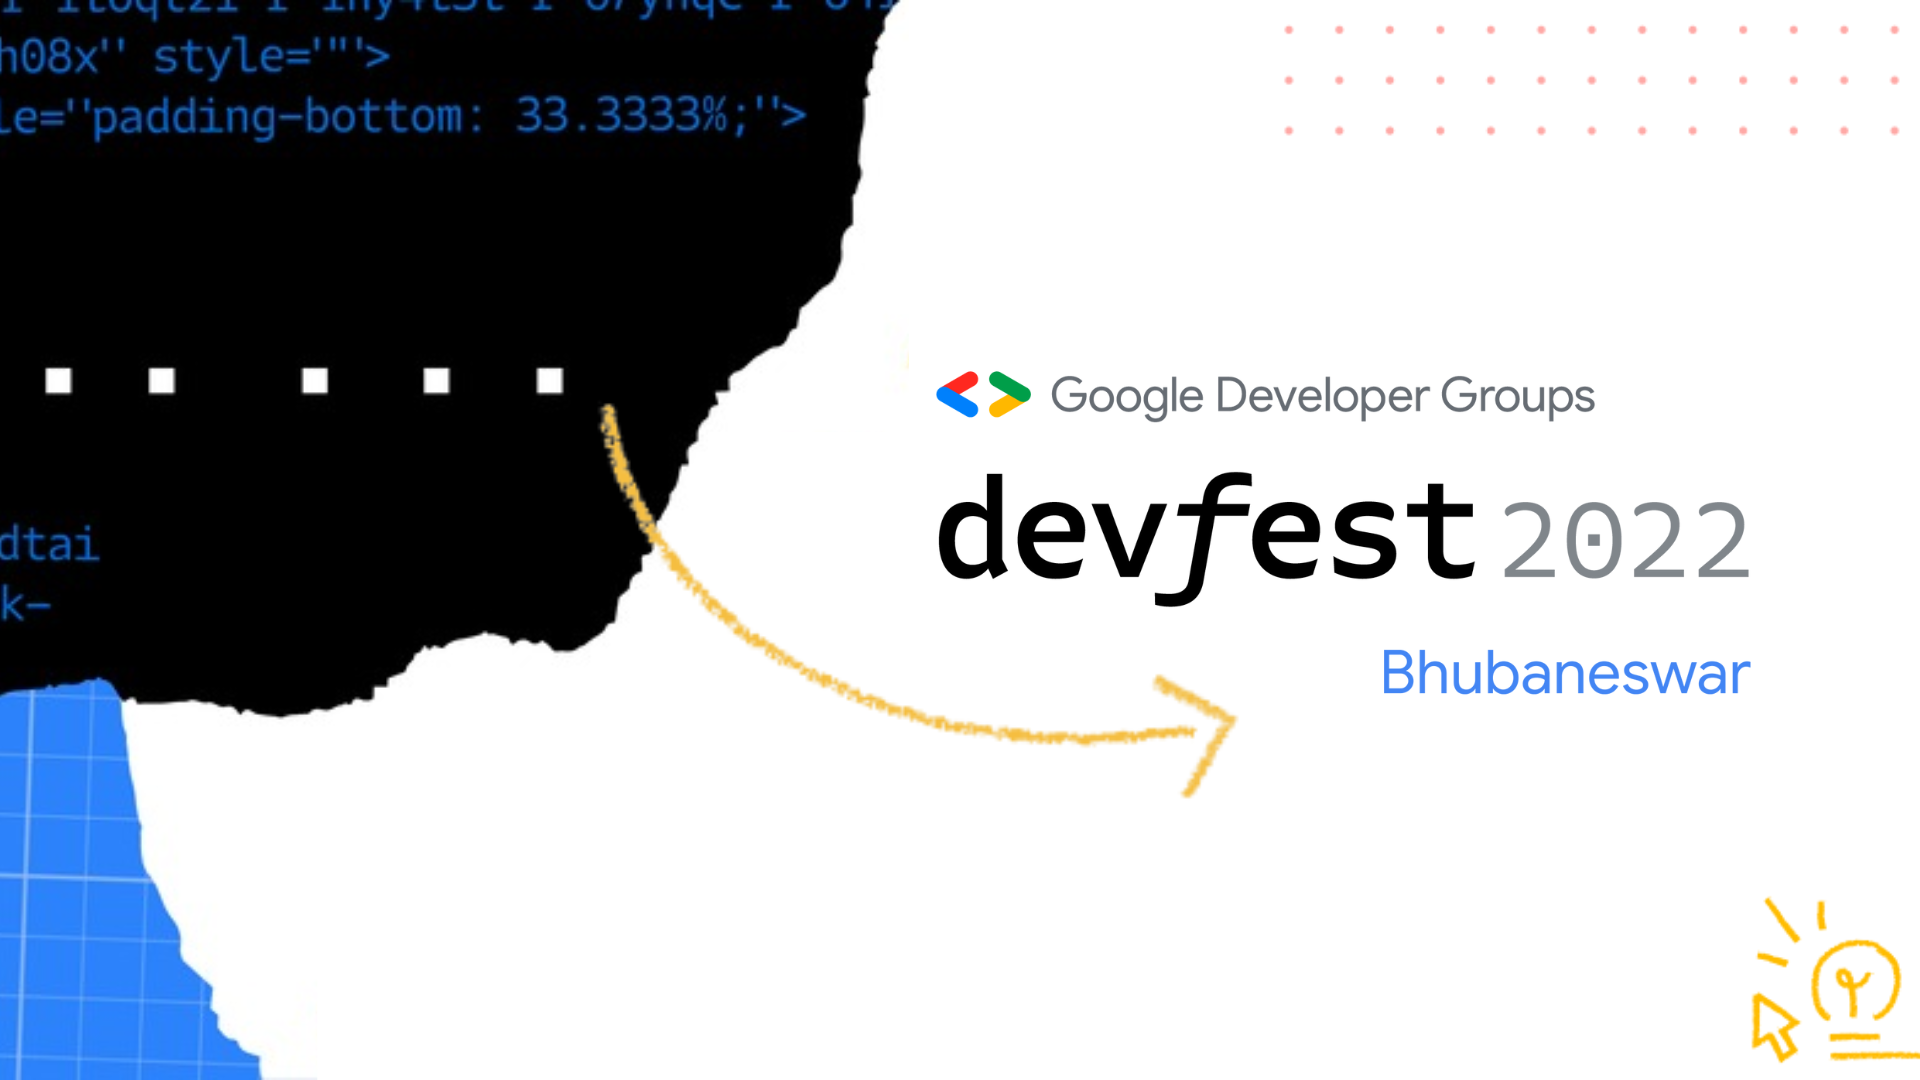 h08x" style='"'>
le="padding-bottom: 33.3333%;">
dtai
k-
Google Developer Groups
devfest 2022
Bhubaneswar